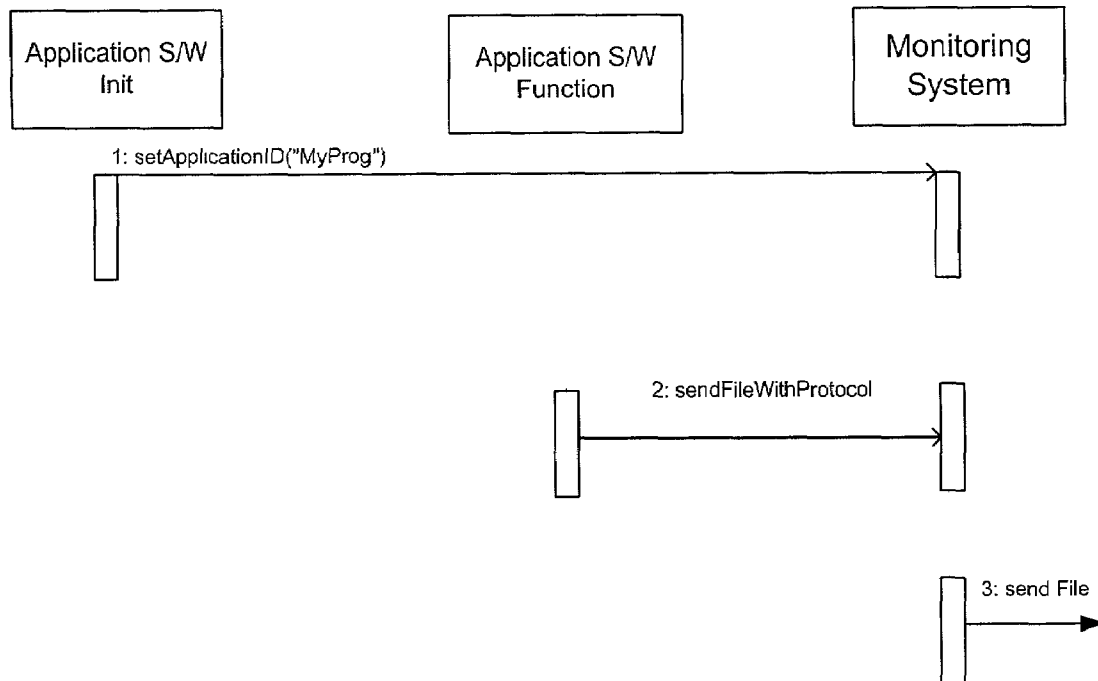 Application S/W
Init
Application S/W
Function
Monitoring
System
1: setApplicationID("MyProg")
2: sendFileWithProtocol
3: send File